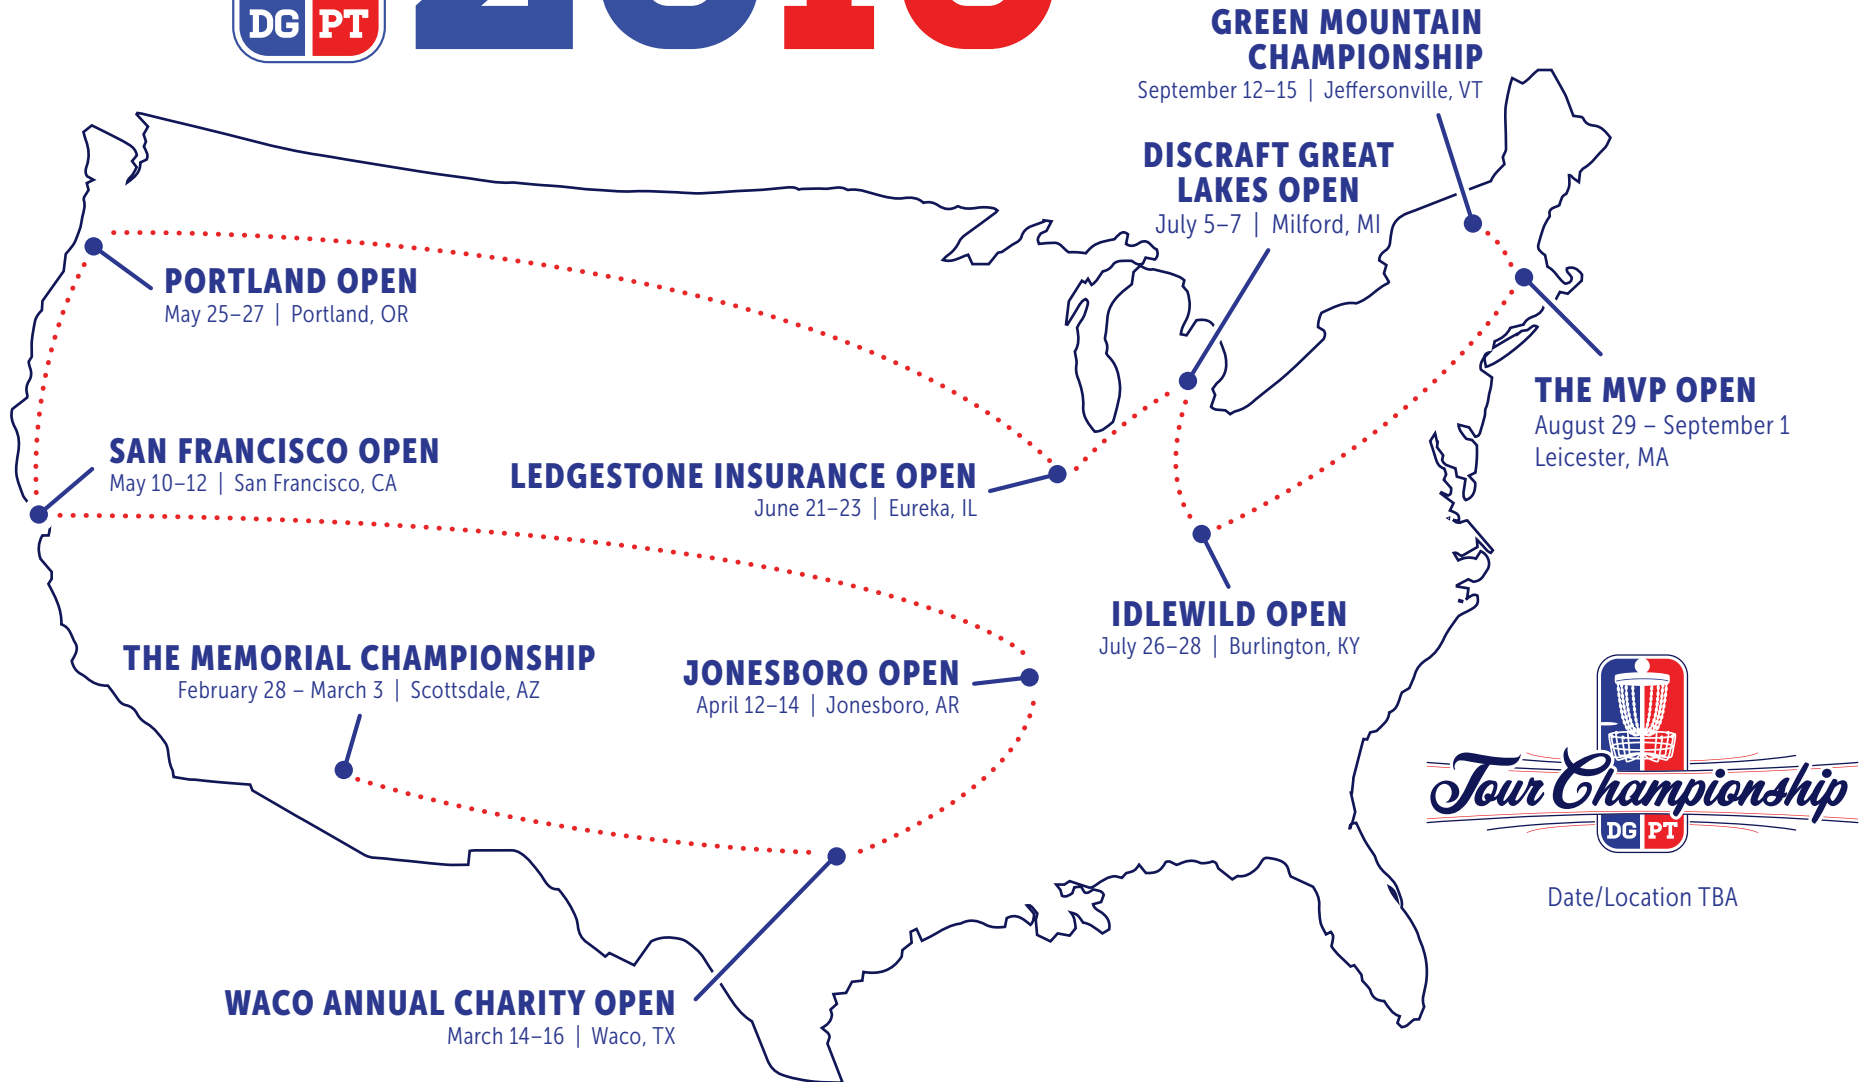 DG PT
GREEN MOUNTAIN
CHAMPIONSHIP
September 12–15 | Jeffersonville, VT
DISCRAFT GREAT
LAKES OPEN
July 5–7 | Milford, MI
PORTLAND OPEN
May 25–27 | Portland, OR
THE MVP OPEN
August 29 – September 1
Leicester, MA
SAN FRANCISCO OPEN
May 10–12 | San Francisco, CA
LEDGESTONE INSURANCE OPEN
June 21–23 | Eureka, IL
IDLEWILD OPEN
July 26–28 | Burlington, KY
THE MEMORIAL CHAMPIONSHIP
February 28 – March 3 | Scottsdale, AZ
JONESBORO OPEN
April 12–14 | Jonesboro, AR
Tour Championship
DG PT
Date/Location TBA
WACO ANNUAL CHARITY OPEN
March 14–16 | Waco, TX